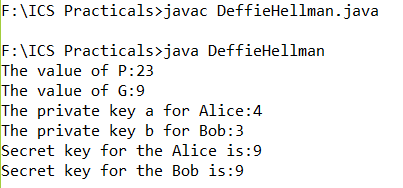 F:\ICS Practicals>javac DeffieHellman.java
F:\ICS Practicals>java DeffieHellman
The value of P:23
The value of G:9
The private key a for Alice:4
The private key b for Bob:3
Secret key for the Alice is:9
Secret key for the Bob is:9